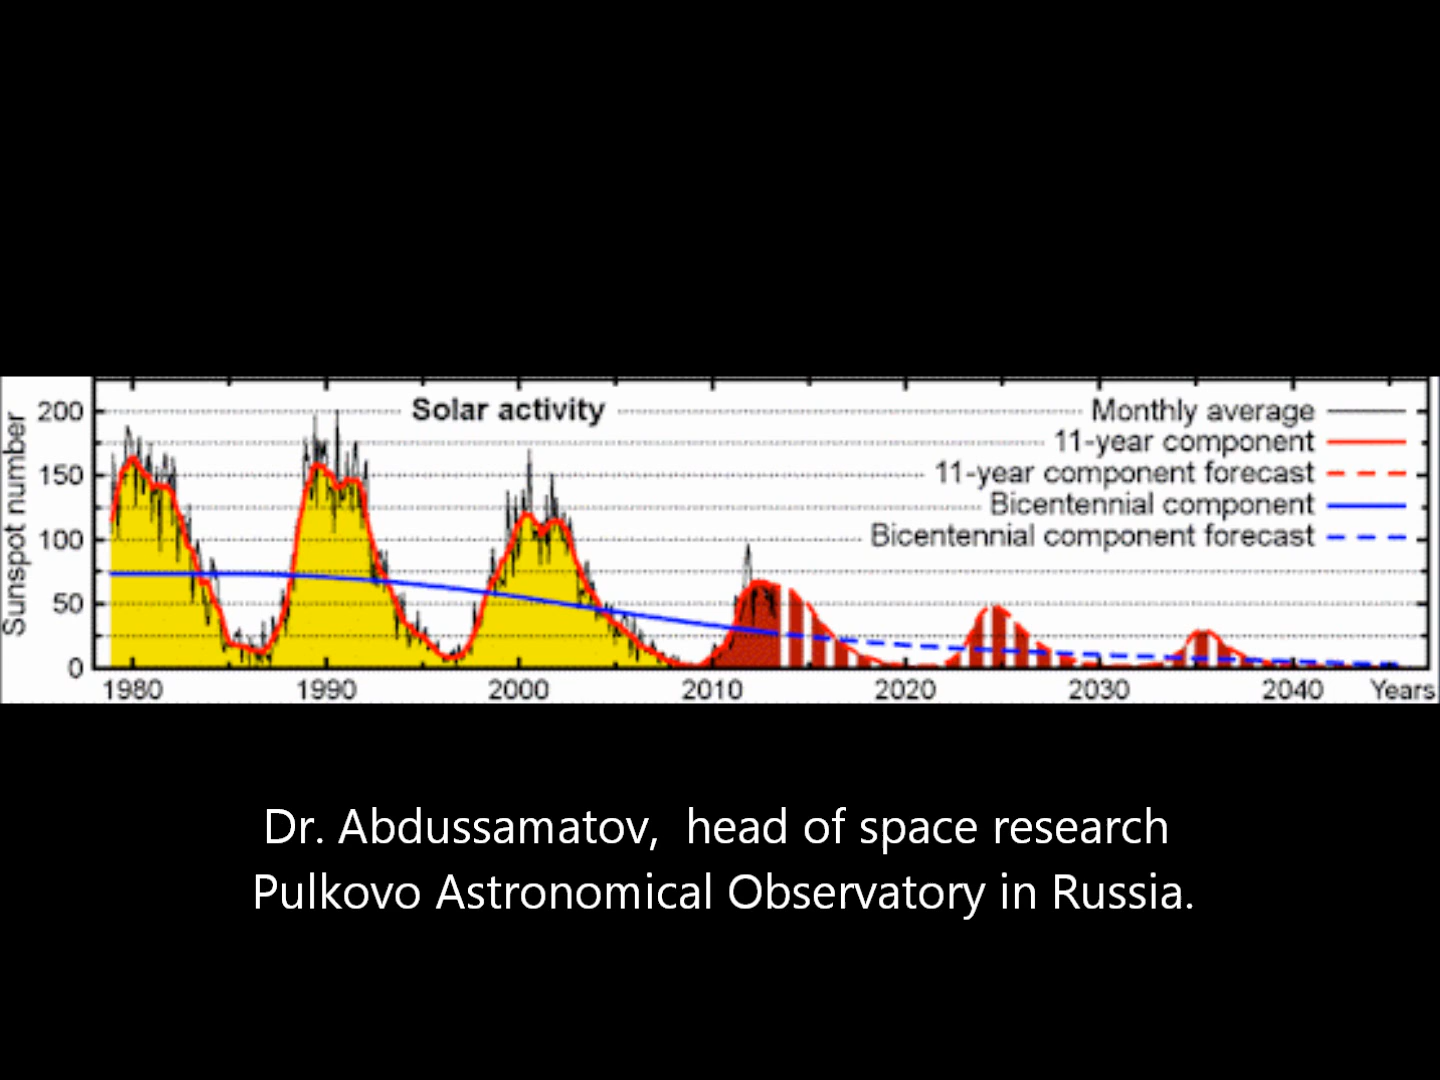 Solar activity
Monthly average
11-year component
11-year component forecast
Bicentennial component
Bicentennial component forecast
Sunspot number
200
150
100
50
0
1980 1990 2000 2010 2020 2030 2040 Years
Dr. Abdussamatov, head of space research
Pulkovo Astronomical Observatory in Russia.